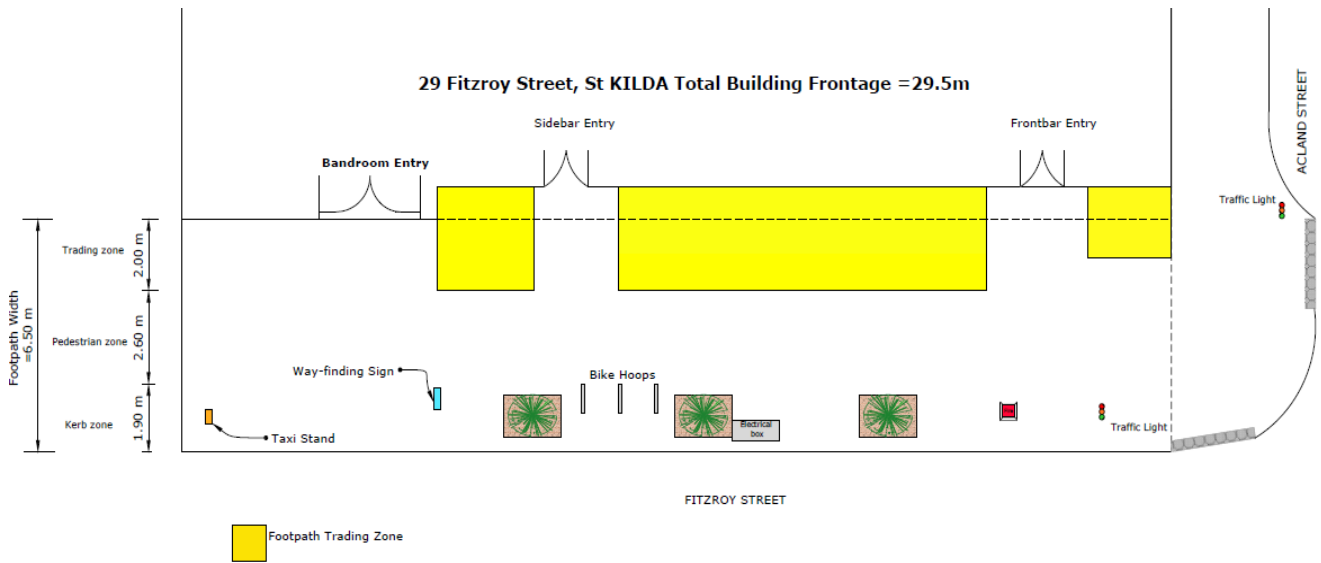 29 Fitzroy Street, St KILDA Total Building Frontage =29.5m
ACLAND STREET
Sidebar Entry
Frontbar Entry
Bandroom Entry
Traffic Light
Footpath Width
=6.50 m
Trading zone
2.00 m
Pedestrian zone
2.60 m
Kerb zone
1.90 m
Way-finding Sign
Bike Hoops
Taxi Stand
Electrical
box
Traffic Light
FITZROY STREET
Footpath Trading Zone